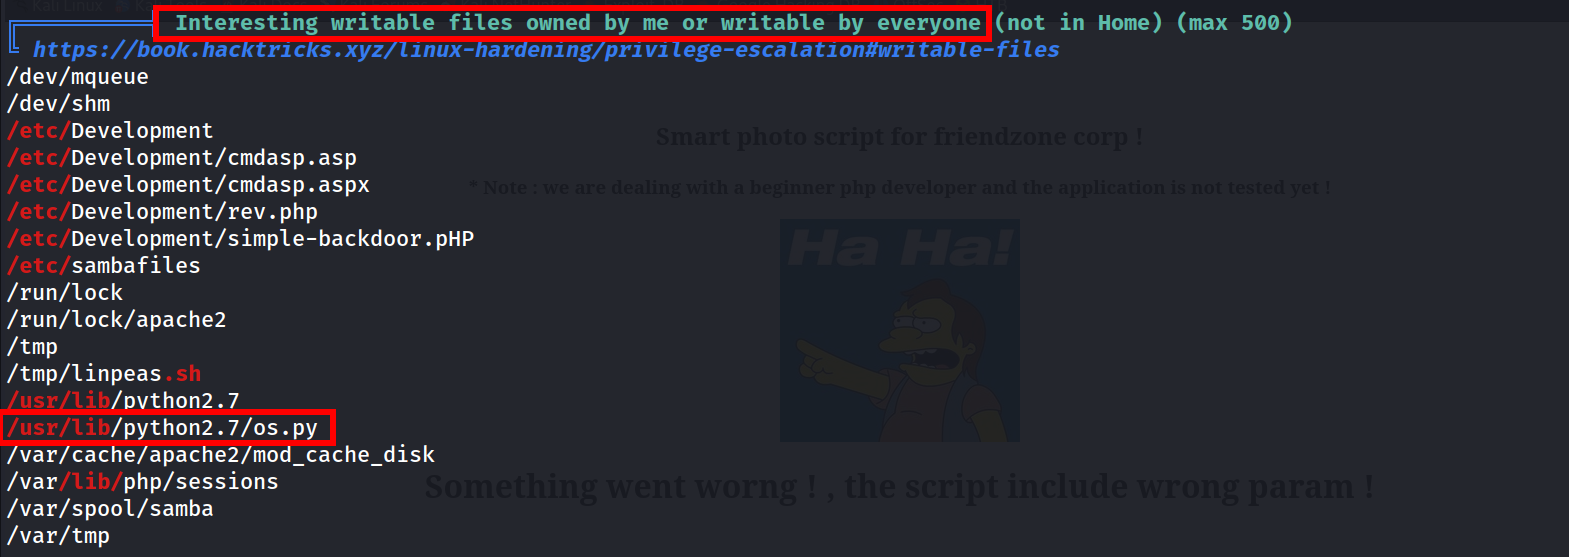 Interesting writable files owned by me or writable by everyone (not in Home) (max 500)
https://book.hacktricks.xyz/linux-hardening/privilege-escalation#writable-files
/dev/mqueue
/dev/shm
/etc/Development
/etc/Development/cmdasp.asp
/etc/Development/cmdasp.aspx
/etc/Development/rev.php
/etc/Development/simple-backdoor.pHP
/etc/sambafiles
/run/lock
/run/lock/apache2
/tmp
/tmp/linpeas.sh
/usr/lib/python2.7
/usr/lib/python2.7/os.py
/var/cache/apache2/mod_cache_disk
/var/lib/php/sessions
/var/spool/samba
/var/tmp
Smart photo script for friendzone corp !
* Note : we are dealing with a beginner php developer and the application is not tested yet !
Ha Ha!
Something went worng ! , the script include wrong param !